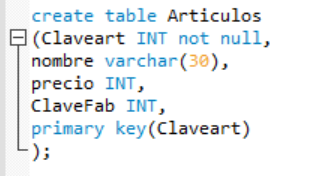 create table Articulos
(Claveart INT not null,
nombre varchar(30),
precio INT,
ClaveFab INT,
primary key(Claveart)
);